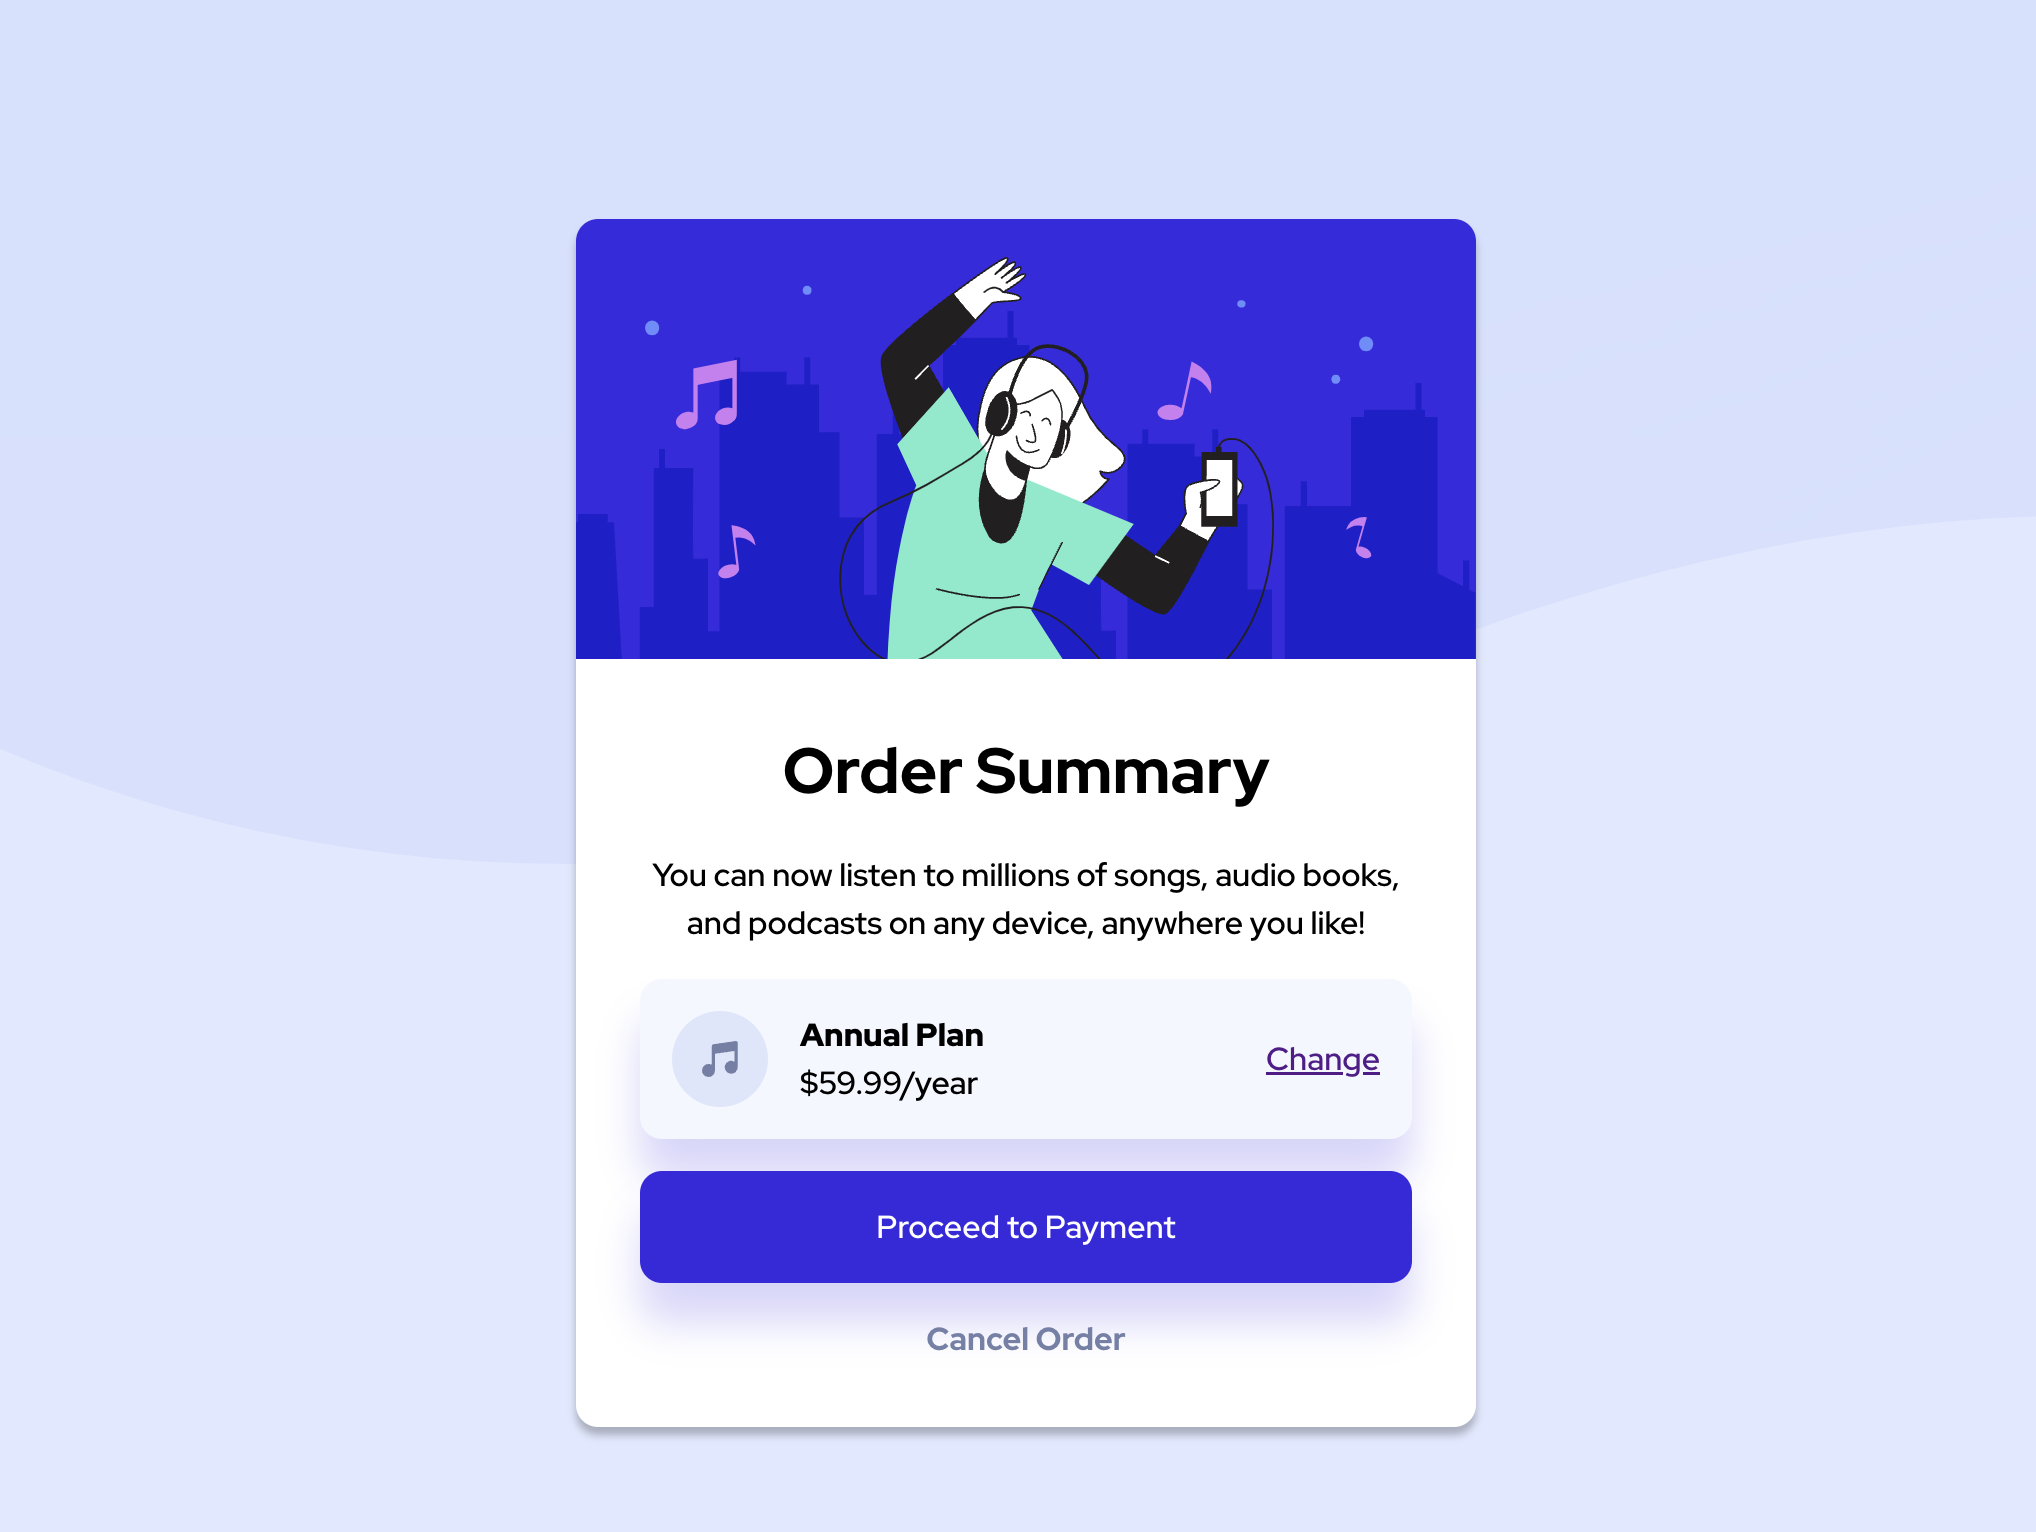 Order Summary
You can now listen to millions of songs, audio books,
and podcasts on any device, anywhere you like!
Annual Plan
$59.99/year
Change
Proceed to Payment
Cancel Order